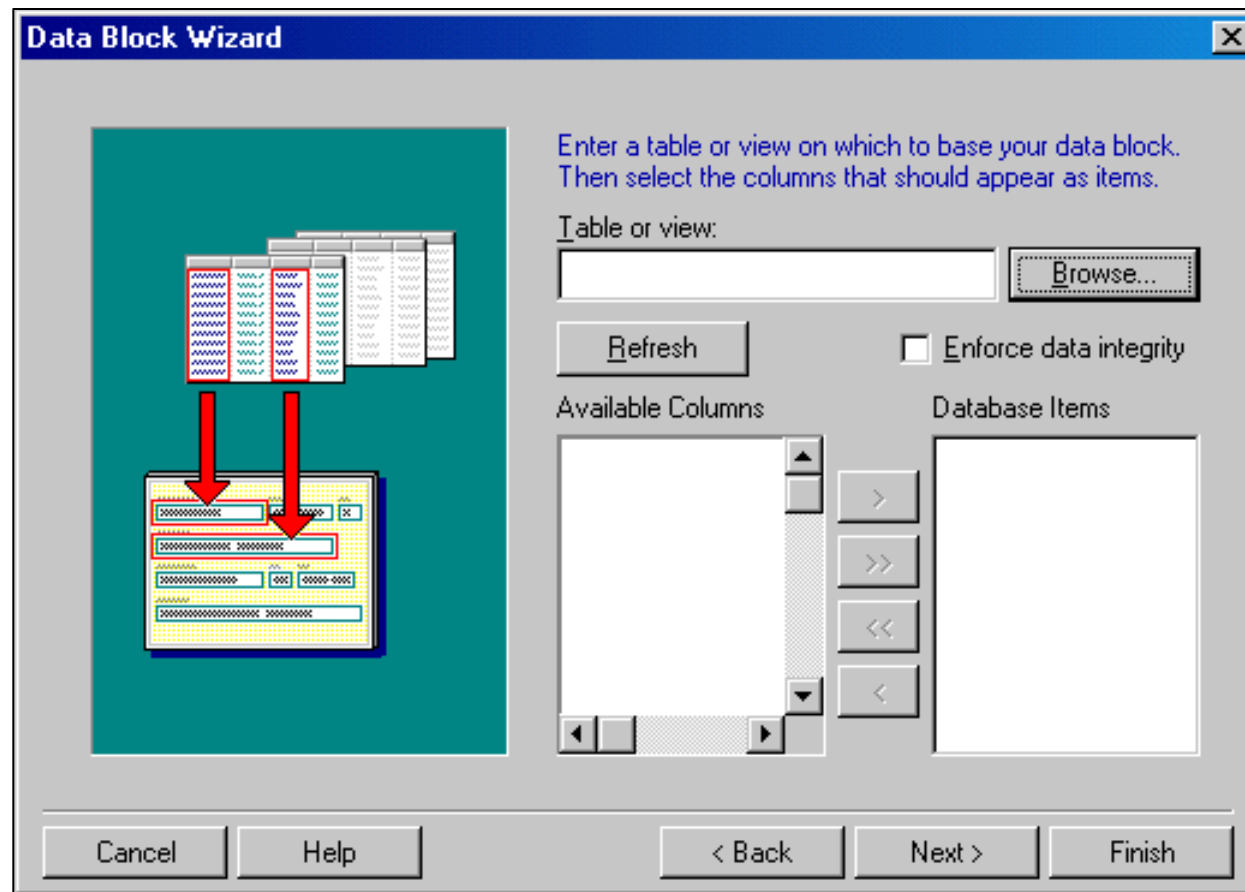 Data Block Wizard
Enter a table or view on which to base your data block.
Then select the columns that should appear as items.
Table or view:
Browse...
Refresh
Enforce data integrity
Available Columns
Database Items
>
>>
<<
<
Cancel
Help
< Back
Next >
Finish